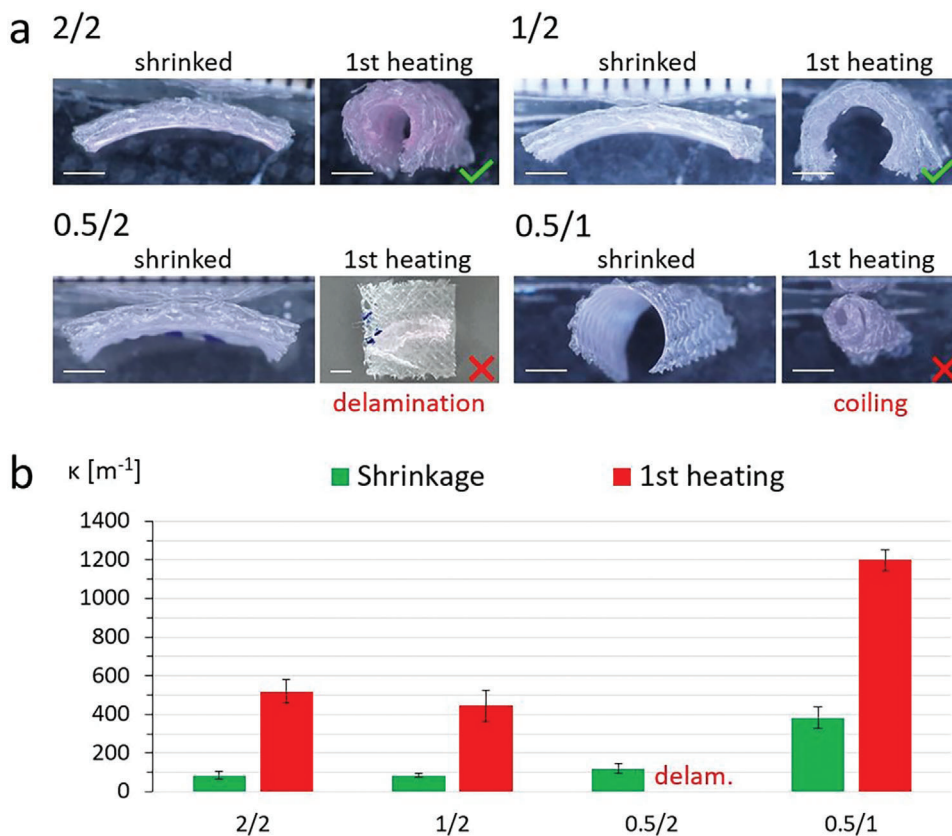 a
2/2
1/2
shrinked
1st heating
shrinked
1st heating
0.5/2
0.5/1
shrinked
1st heating
shrinked
1st heating
delamination
coiling
b
κ [m⁻¹]
Shrinkage
1st heating
1400
1200
1000
800
600
400
200
0
delam.
2/2
1/2
0.5/2
0.5/1